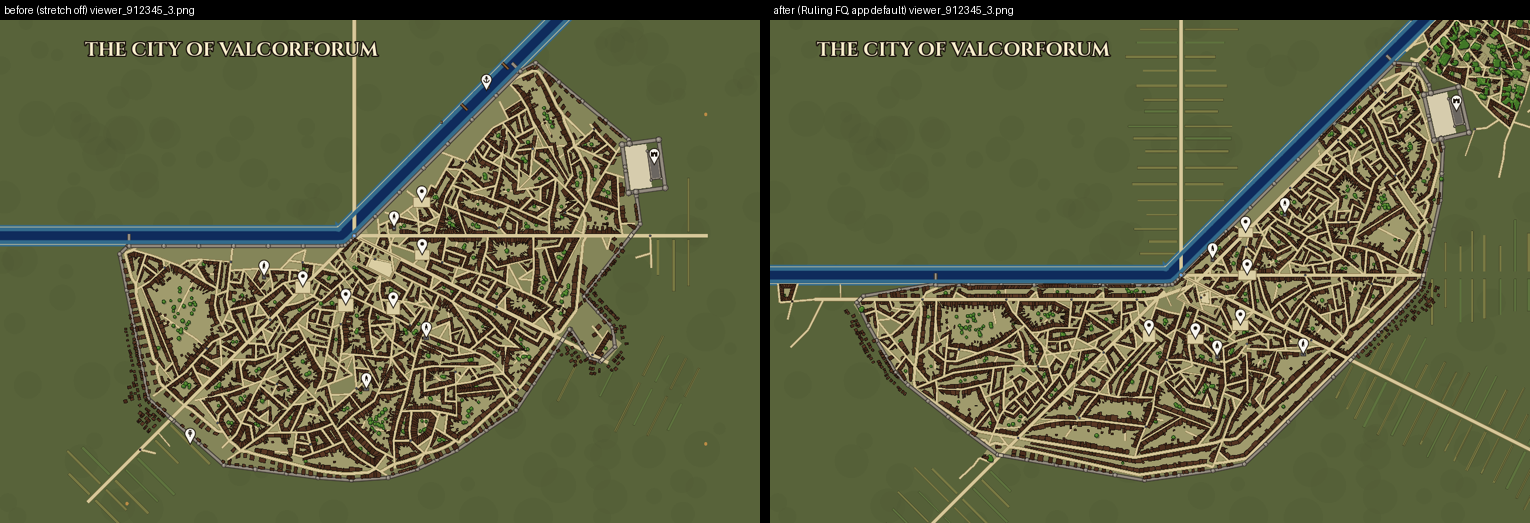 before (stretch off) viewer_912345_3.png
after (Ruling FQ, app default) viewer_912345_3.png
THE CITY OF VALCORFORUM
THE CITY OF VALCORFORUM